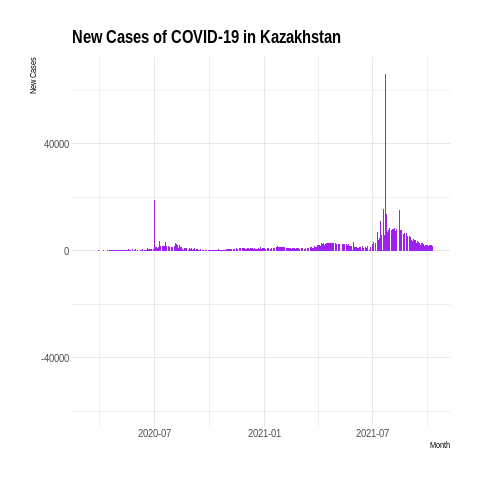 New Cases of COVID-19 in Kazakhstan
New Cases
40000
0
-40000
2020-07 2021-01 2021-07
Month